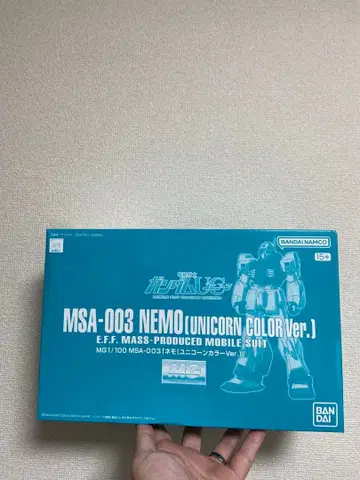 BANDAI NAMCO
15+
機動戦士
ガンダムUC
MSA-003 NEMO(UNICORN COLOR Ver.)
E.F.F. MASS-PRODUCED MOBILE SUIT
MG1/100 MSA-003「ネモ(ユニコーンカラーVer.)」
MG
BAN
DAI